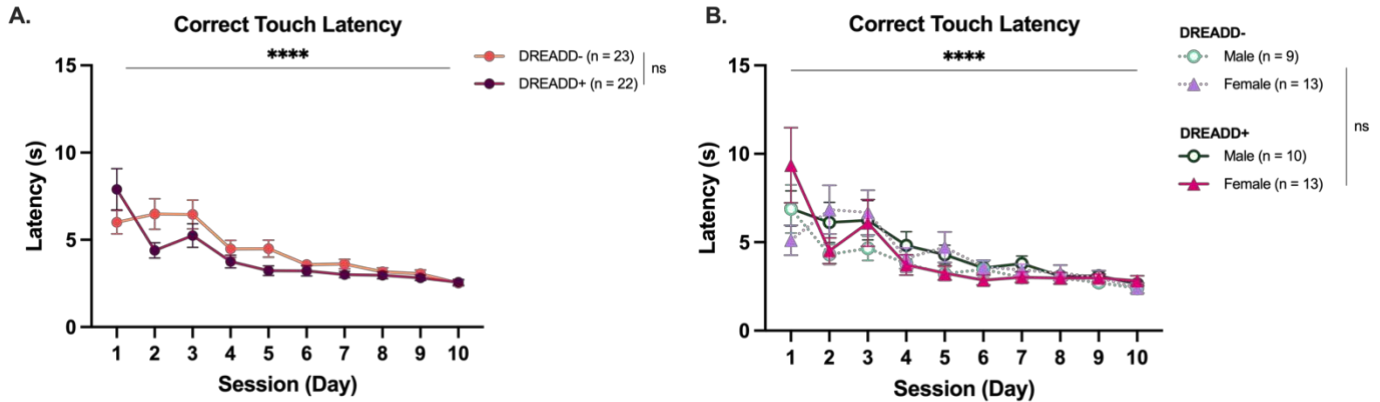 A.
Correct Touch Latency
****
DREADD- (n = 23)
DREADD+ (n = 22)
ns
15
10
5
0
Latency (s)
1 2 3 4 5 6 7 8 9 10
Session (Day)
B.
Correct Touch Latency
****
DREADD-
Male (n = 9)
Female (n = 13)
DREADD+
Male (n = 10)
Female (n = 13)
ns
15
10
5
0
Latency (s)
1 2 3 4 5 6 7 8 9 10
Session (Day)